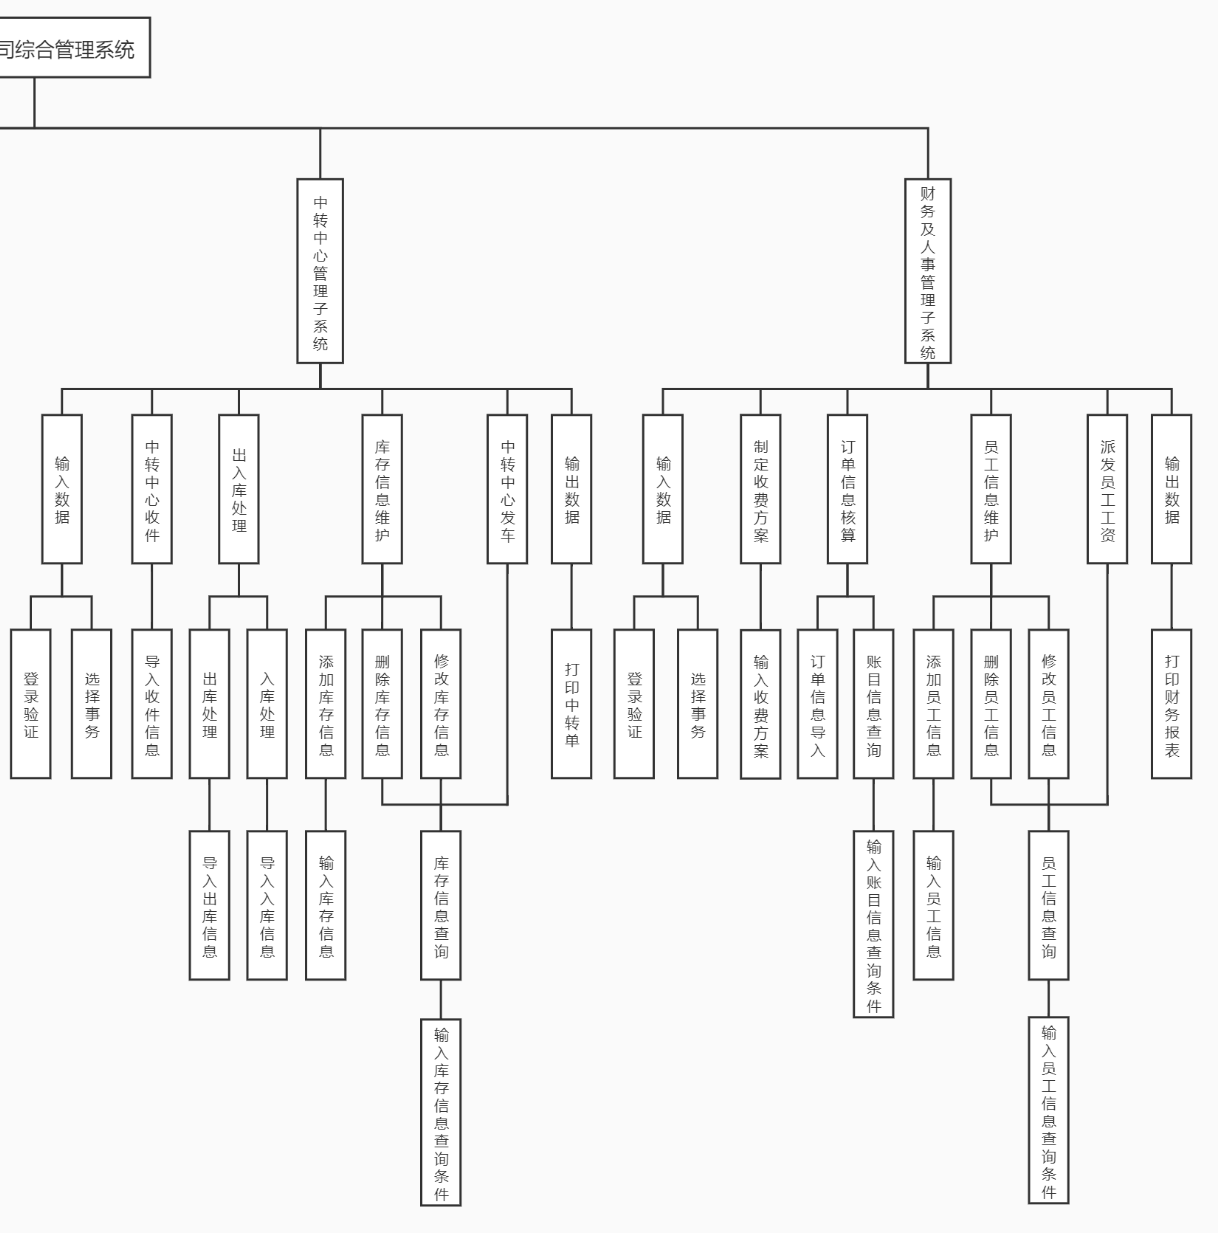 司综合管理系统
中转中心管理子系统
财务及人事管理子系统
输入数据
中转中心收件
出入库处理
库存信息维护
中转中心发车
输出数据
输入数据
制定收费方案
订单信息核算
员工信息维护
派发员工工资
输出数据
登录验证
选择事务
导入收件信息
出库处理
入库处理
添加库存信息
删除库存信息
修改库存信息
打印中转单
登录验证
选择事务
输入收费方案
订单信息导入
账目信息查询
添加员工信息
删除员工信息
修改员工信息
打印财务报表
导入出库信息
导入入库信息
输入库存信息
库存信息查询
输入账目信息查询条件
输入员工信息
员工信息查询
输入库存信息查询条件
输入员工信息查询条件